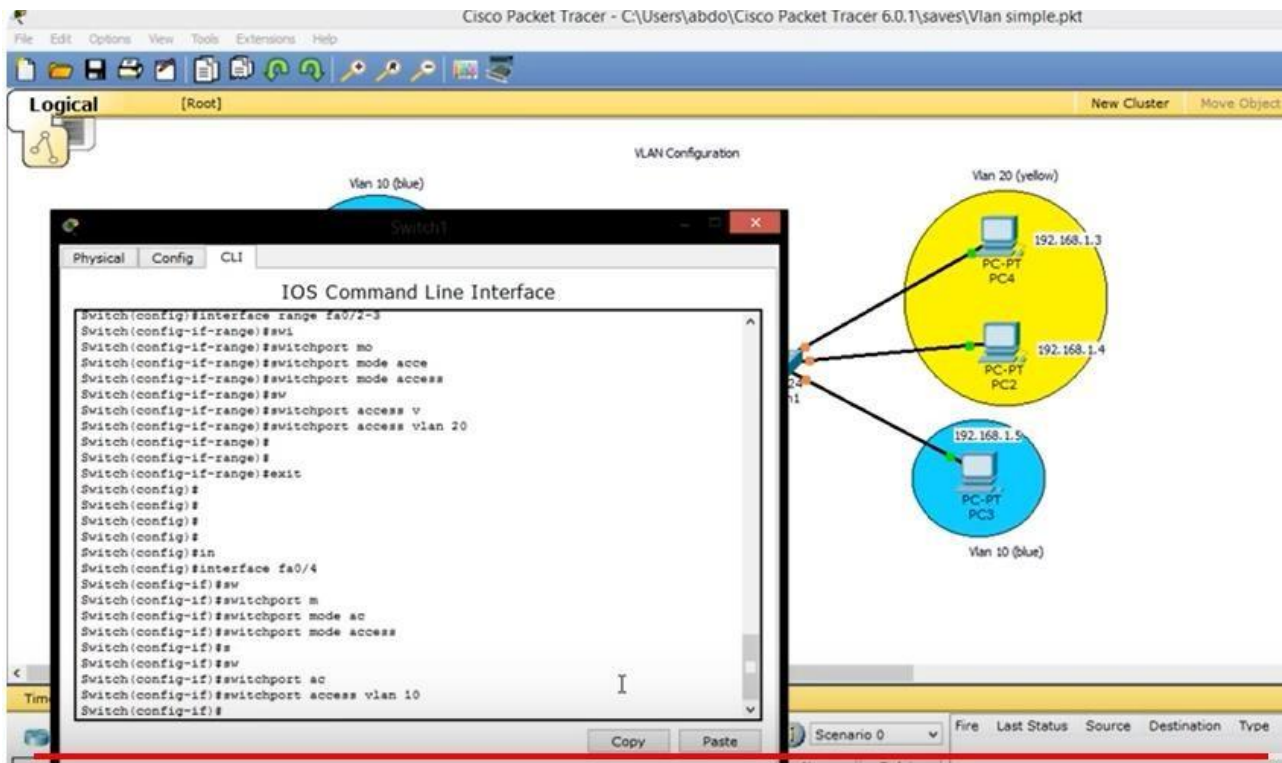 Cisco Packet Tracer - C:\Users\abdo\Cisco Packet Tracer 6.0.1\saves\Vlan simple.pkt
File Edit Options View Tools Extensions Help
Logical [Root] New Cluster Move Object
VLAN Configuration
Vlan 10 (blue)
Vlan 20 (yellow)
192.168.1.3
PC-PT
PC4
192.168.1.4
PC-PT
PC2
24
192.168.1.5
PC-PT
PC3
Vlan 10 (blue)
Switch1
Physical Config CLI
IOS Command Line Interface
Switch(config)#interface range fa0/2-3
Switch(config-if-range)#swi
Switch(config-if-range)#switchport mo
Switch(config-if-range)#switchport mode acce
Switch(config-if-range)#switchport mode access
Switch(config-if-range)#sw
Switch(config-if-range)#switchport access v
Switch(config-if-range)#switchport access vlan 20
Switch(config-if-range)#
Switch(config-if-range)#
Switch(config-if-range)#exit
Switch(config)#
Switch(config)#
Switch(config)#
Switch(config)#
Switch(config)#in
Switch(config)#interface fa0/4
Switch(config-if)#sw
Switch(config-if)#switchport m
Switch(config-if)#switchport mode ac
Switch(config-if)#switchport mode access
Switch(config-if)#s
Switch(config-if)#sw
Switch(config-if)#switchport ac
Switch(config-if)#switchport access vlan 10
Switch(config-if)#
Copy Paste
Tim
Scenario 0
Fire Last Status Source Destination Type